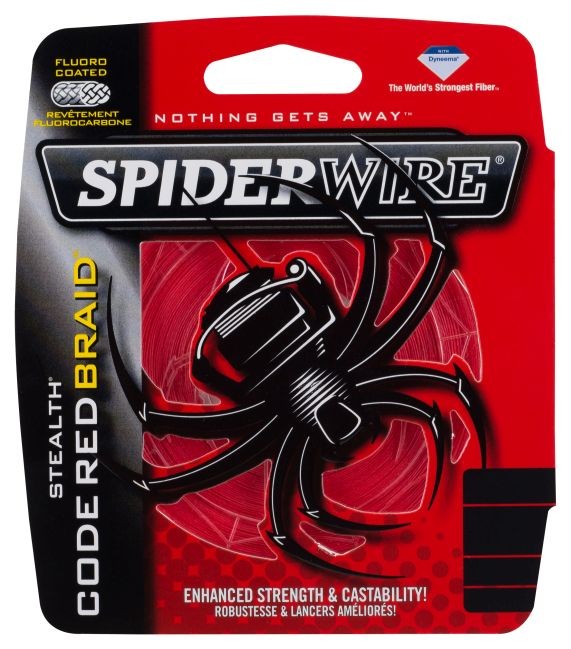 FLUORO
COATED
REVÊTEMENT
FLUOROCARBONE
WITH
Dyneema®
The World's Strongest Fiber™
NOTHING GETS AWAY™
SPIDERWIRE®
STEALTH®
CODE RED BRAID®
ENHANCED STRENGTH & CASTABILITY!
ROBUSTESSE & LANCERS AMÉLIORÉS!